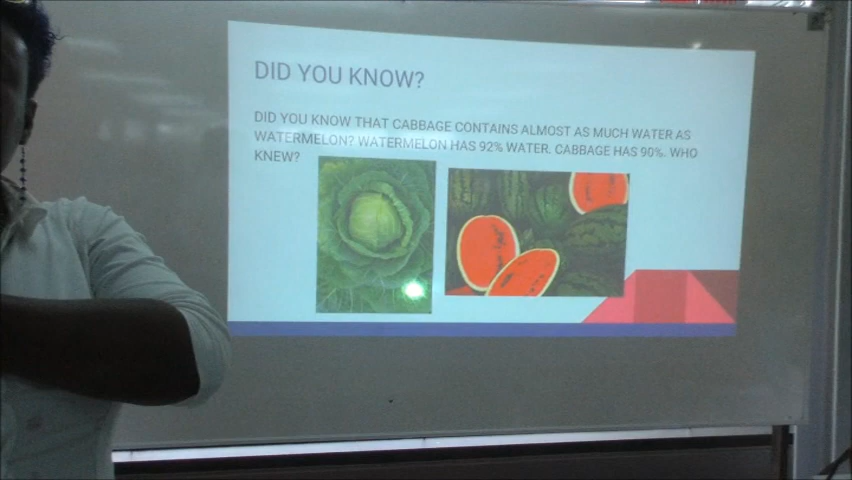 DID YOU KNOW?
DID YOU KNOW THAT CABBAGE CONTAINS ALMOST AS MUCH WATER AS
WATERMELON? WATERMELON HAS 92% WATER. CABBAGE HAS 90%. WHO
KNEW?